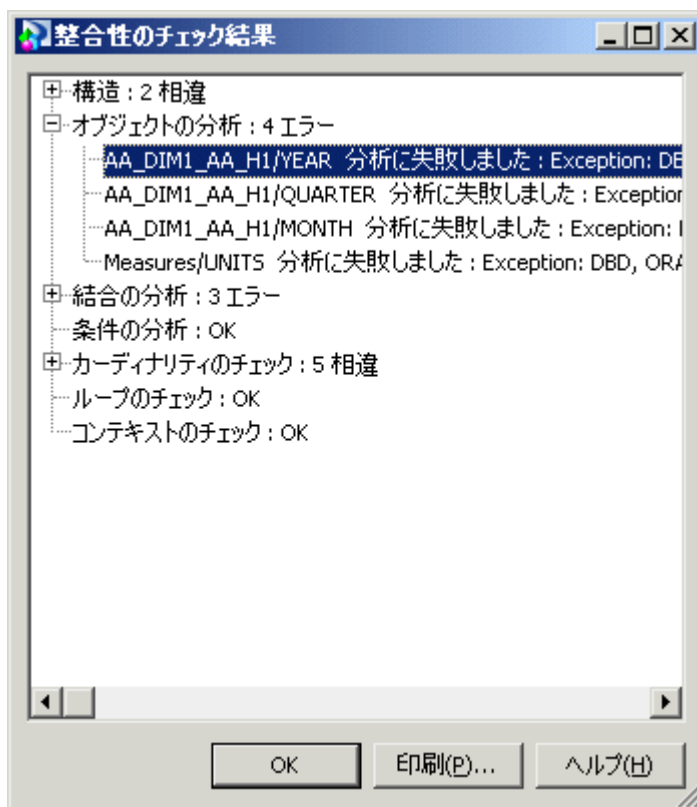 整合性のチェック結果
構造 : 2 相違
オブジェクトの分析 : 4 エラー
AA_DIM1_AA_H1/YEAR 分析に失敗しました : Exception: DB
AA_DIM1_AA_H1/QUARTER 分析に失敗しました : Exception
AA_DIM1_AA_H1/MONTH 分析に失敗しました : Exception:
Measures/UNITS 分析に失敗しました : Exception: DBD, ORA
結合の分析 : 3 エラー
条件の分析 : OK
カーディナリティのチェック : 5 相違
ループのチェック : OK
コンテキストのチェック : OK
OK 印刷(P)... ヘルプ(H)